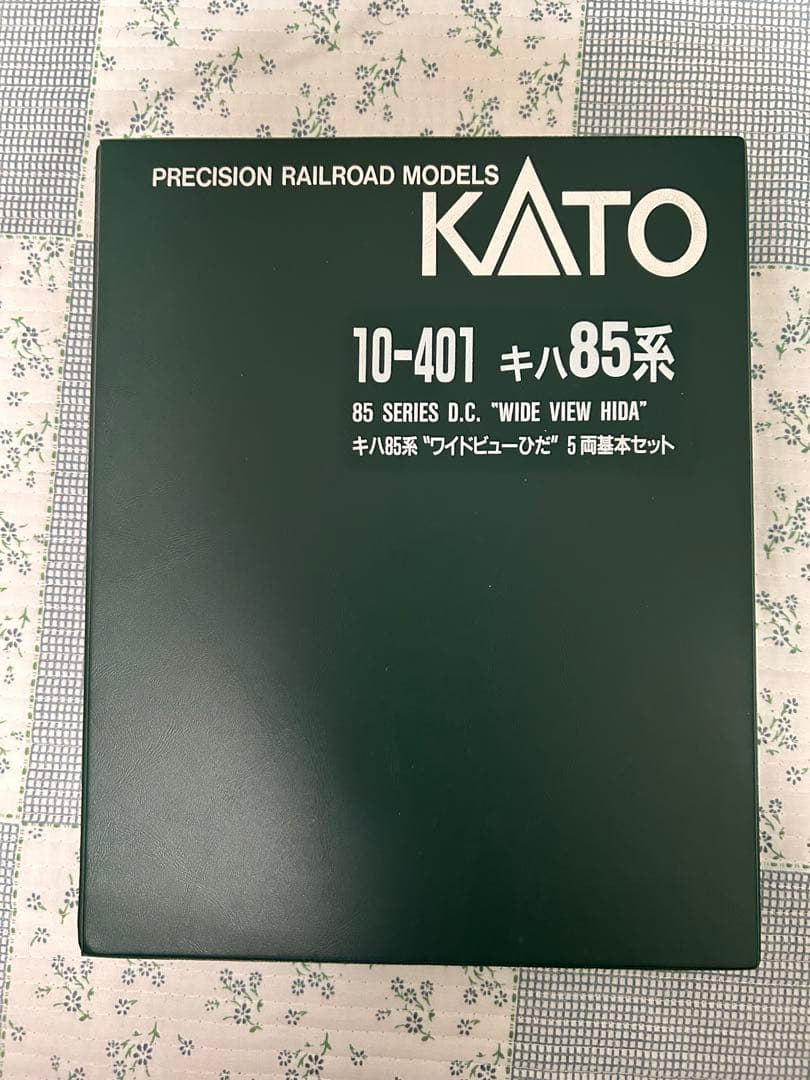 PRECISION RAILROAD MODELS
KATO
10-401 キハ85系
85 SERIES D.C. "WIDE VIEW HIDA"
キハ85系 "ワイドビューひだ" 5両基本セット